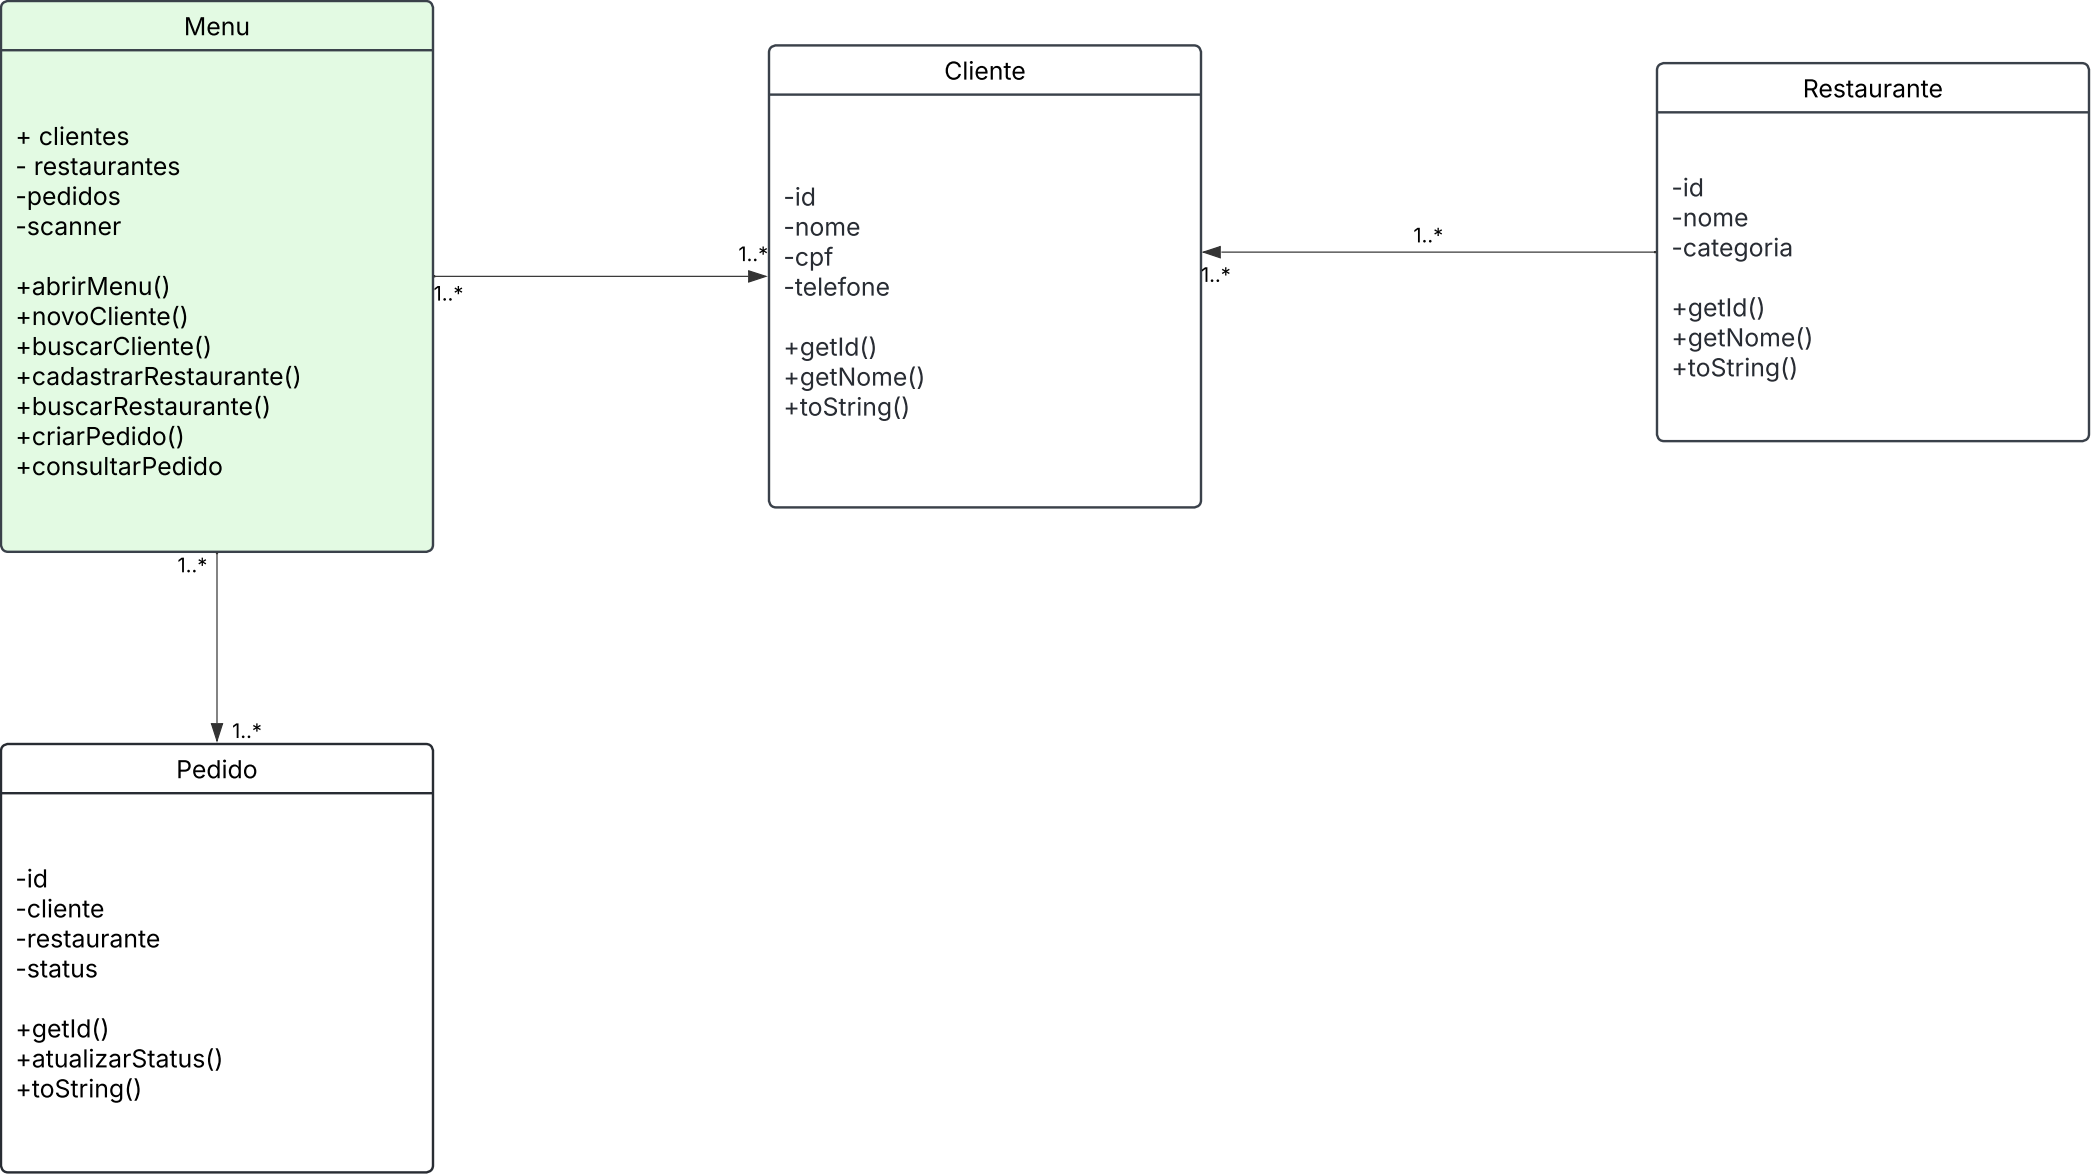 Menu
+ clientes
- restaurantes
-pedidos
-scanner
+abrirMenu()
+novoCliente()
+buscarCliente()
+cadastrarRestaurante()
+buscarRestaurante()
+criarPedido()
+consultarPedido
1..*
1..*
Cliente
-id
-nome
-cpf
-telefone
+getId()
+getNome()
+toString()
1..*
1..*
Restaurante
-id
-nome
-categoria
+getId()
+getNome()
+toString()
1..*
1..*
Pedido
-id
-cliente
-restaurante
-status
+getId()
+atualizarStatus()
+toString()